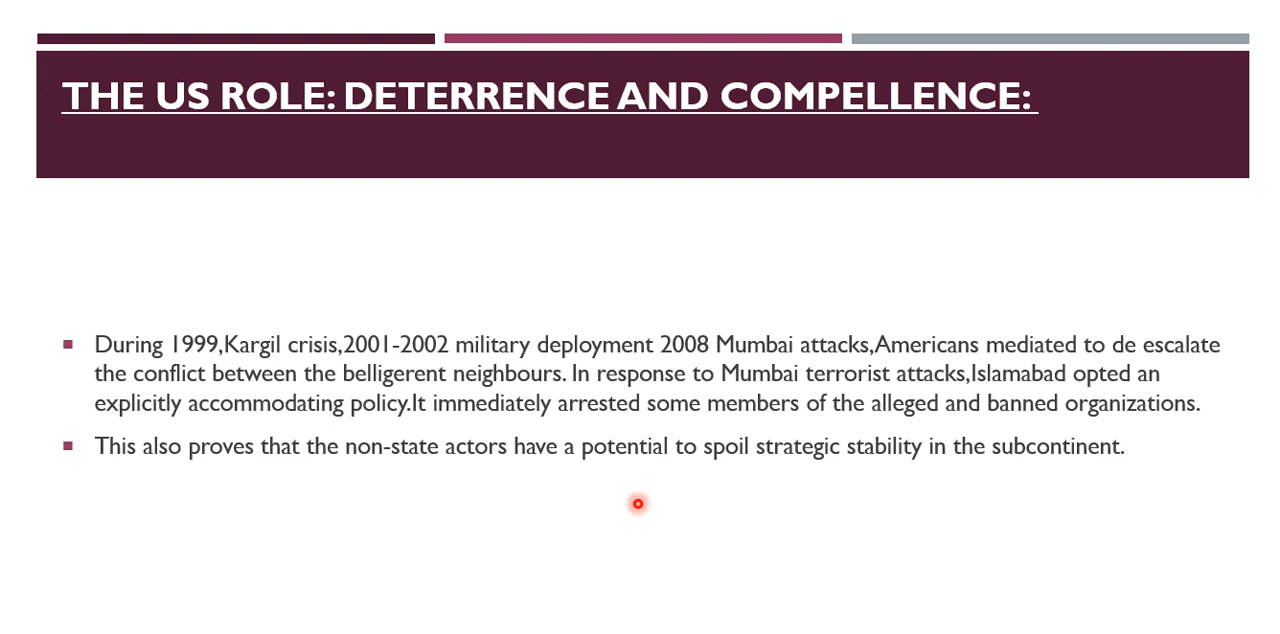 THE US ROLE: DETERRENCE AND COMPELLENCE:
During 1999,Kargil crisis,2001-2002 military deployment 2008 Mumbai attacks,Americans mediated to de escalate
the conflict between the belligerent neighbours. In response to Mumbai terrorist attacks,Islamabad opted an
explicitly accommodating policy.It immediately arrested some members of the alleged and banned organizations.
This also proves that the non-state actors have a potential to spoil strategic stability in the subcontinent.